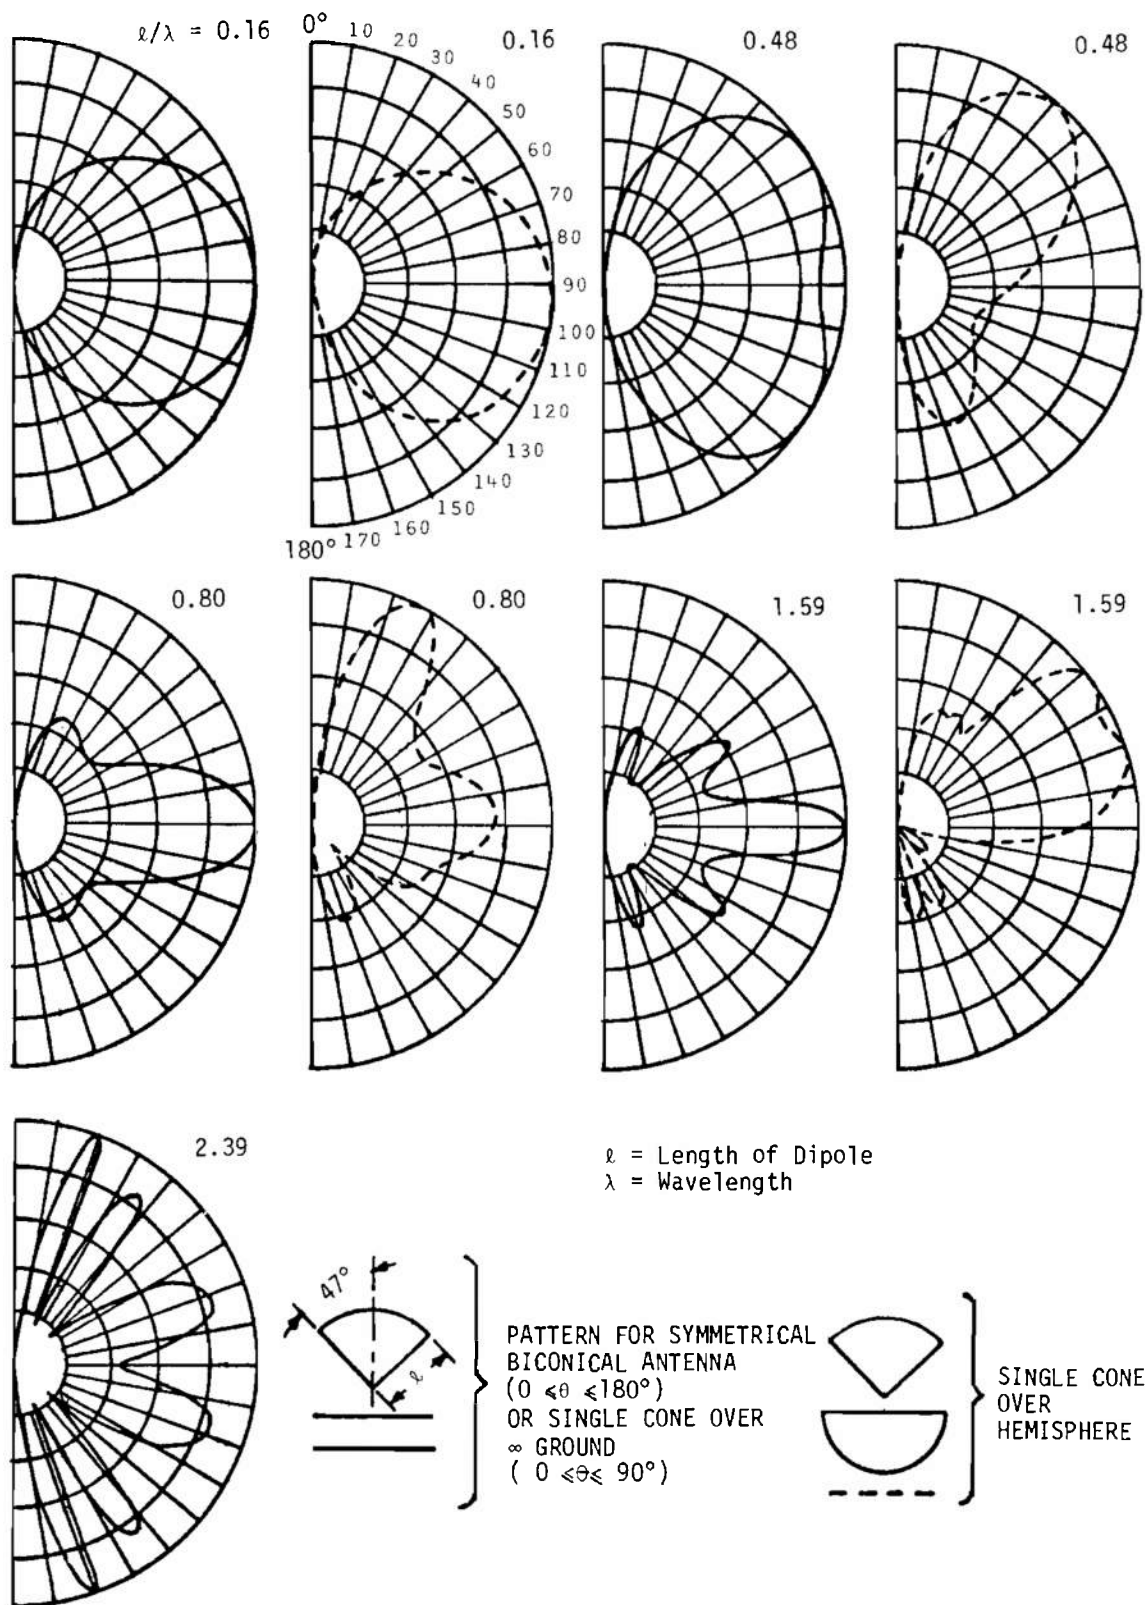 ℓ/λ = 0.16
0°
10
20
30
40
50
60
70
80
90
100
110
120
130
140
150
160
170
180°
0.16
0.48
0.48
0.80
0.80
1.59
1.59
2.39
ℓ = Length of Dipole
λ = Wavelength
47°
ℓ
PATTERN FOR SYMMETRICAL
BICONICAL ANTENNA
(0 ≤θ ≤180°)
OR SINGLE CONE OVER
∞ GROUND
( 0 ≤θ≤ 90°)
SINGLE CONE
OVER
HEMISPHERE